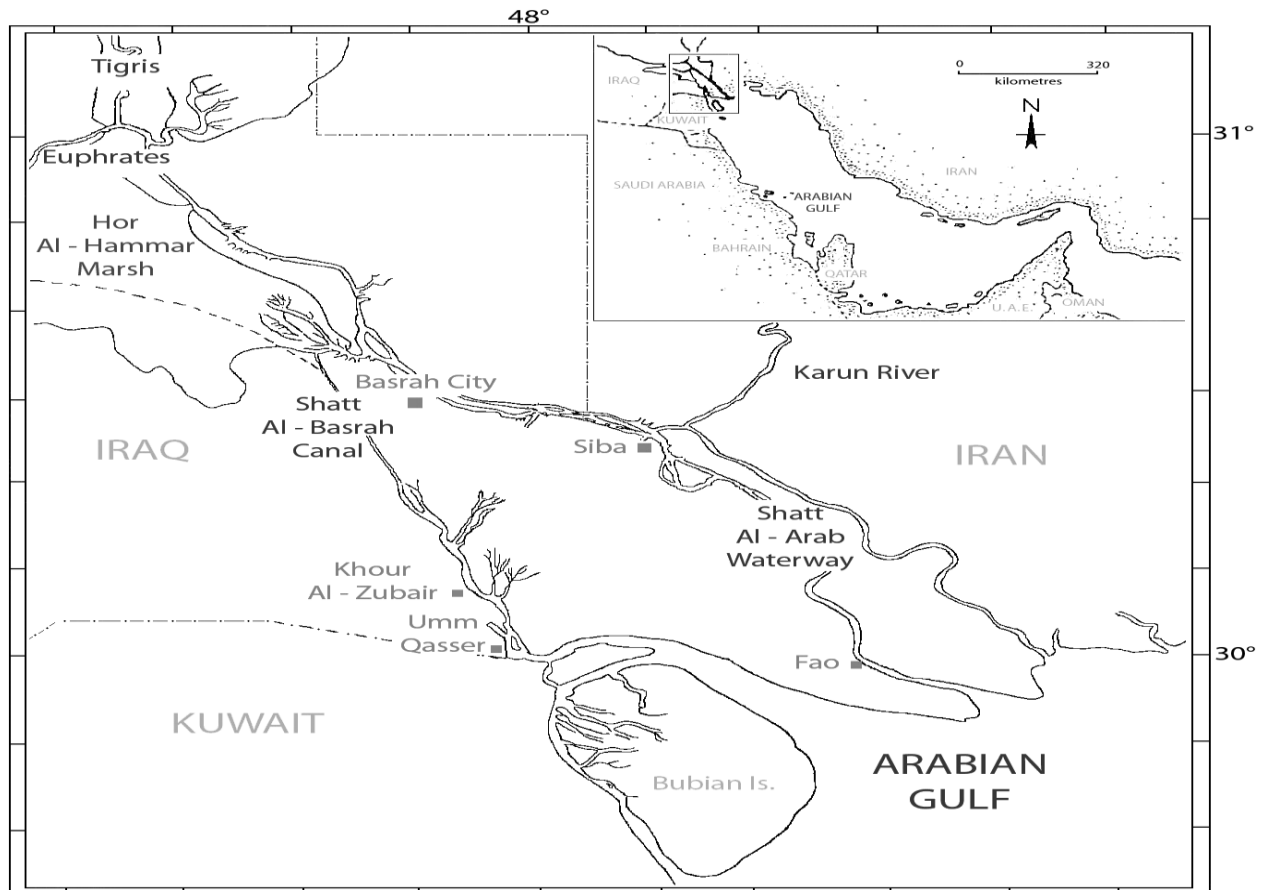 48°
Tigris
Euphrates
Hor
Al - Hammar
Marsh
IRAQ
KUWAIT
SAUDI ARABIA
BAHRAIN
QATAR
ARABIAN
GULF
IRAN
U.A.E.
OMAN
0 320
kilometres
N
31°
Basrah City
Shatt
Al - Basrah
Canal
Karun River
Siba
IRAQ
IRAN
Shatt
Al - Arab
Waterway
Khour
Al - Zubair
Umm
Qasser
Fao
30°
KUWAIT
Bubian Is.
ARABIAN
GULF